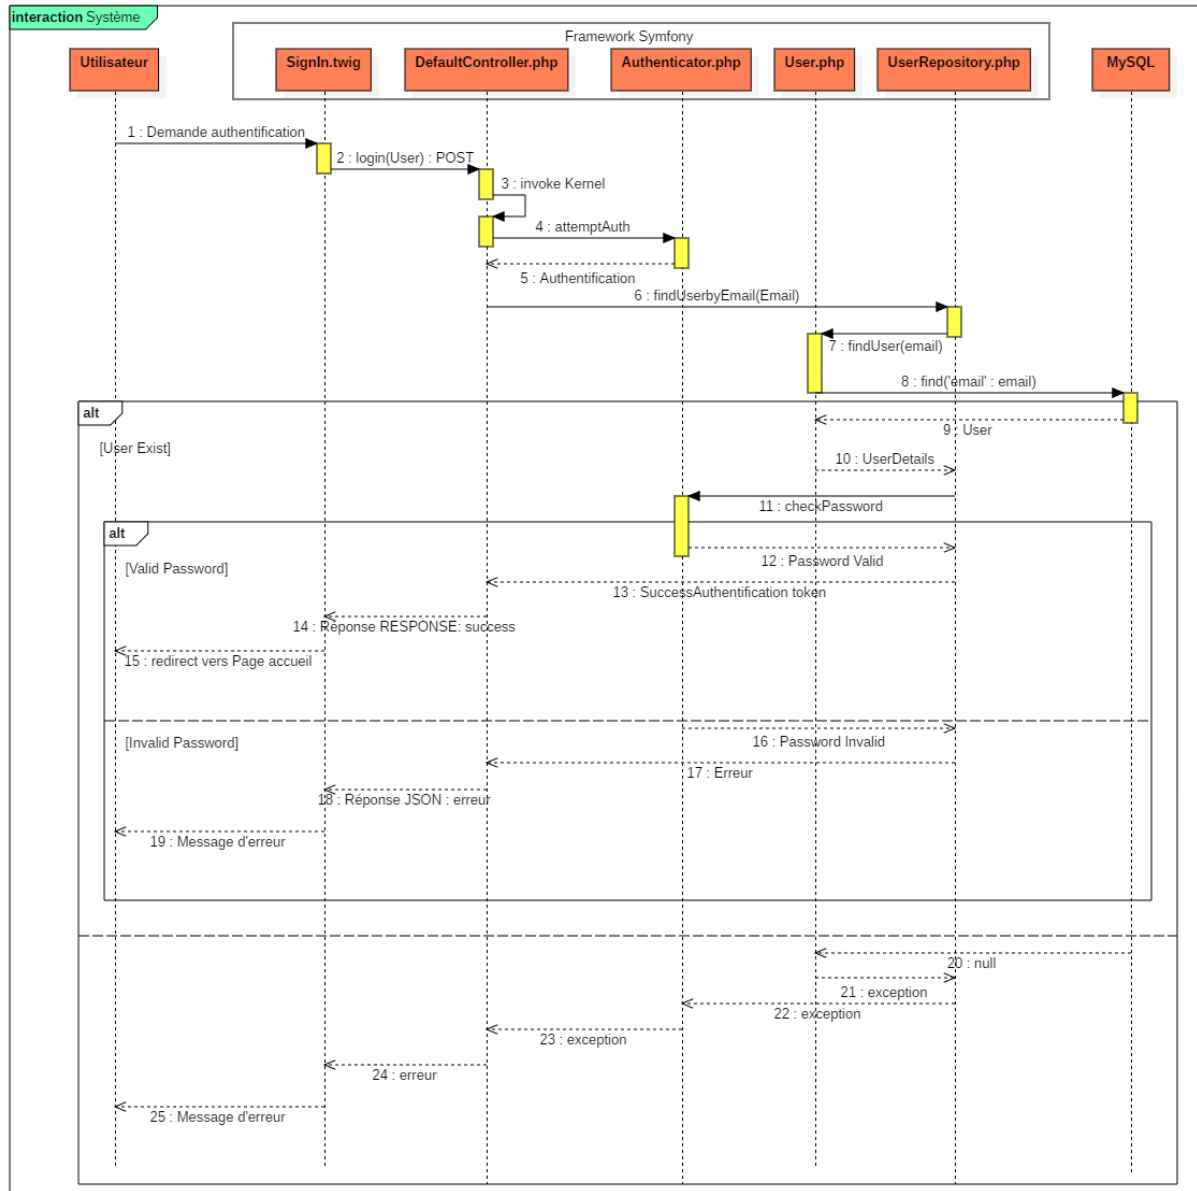 interaction Système
Framework Symfony
Utilisateur
SignIn.twig
DefaultController.php
Authenticator.php
User.php
UserRepository.php
MySQL
1 : Demande authentification
2 : login(User) : POST
3 : invoke Kernel
4 : attemptAuth
5 : Authentification
6 : findUserbyEmail(Email)
7 : findUser(email)
8 : find('email' : email)
alt
9 : User
[User Exist]
10 : UserDetails
11 : checkPassword
alt
12 : Password Valid
[Valid Password]
13 : SuccessAuthentification token
14 : Réponse RESPONSE: success
15 : redirect vers Page accueil
[Invalid Password]
16 : Password Invalid
17 : Erreur
18 : Réponse JSON : erreur
19 : Message d'erreur
20 : null
21 : exception
22 : exception
23 : exception
24 : erreur
25 : Message d'erreur